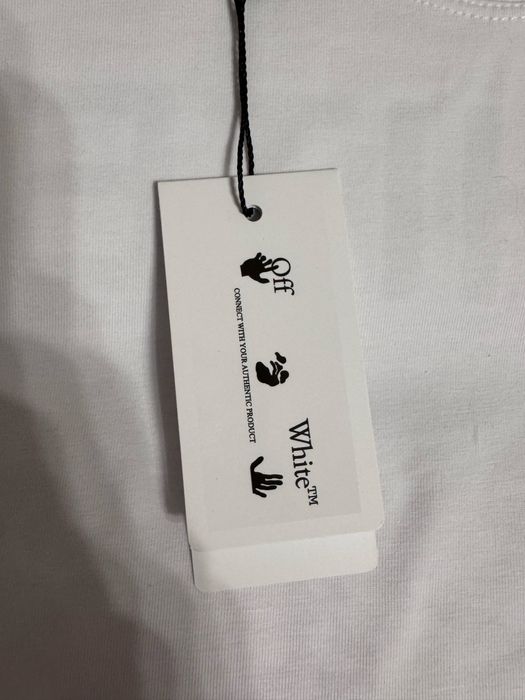 Off
White™
CONNECT WITH YOUR AUTHENTIC PRODUCT